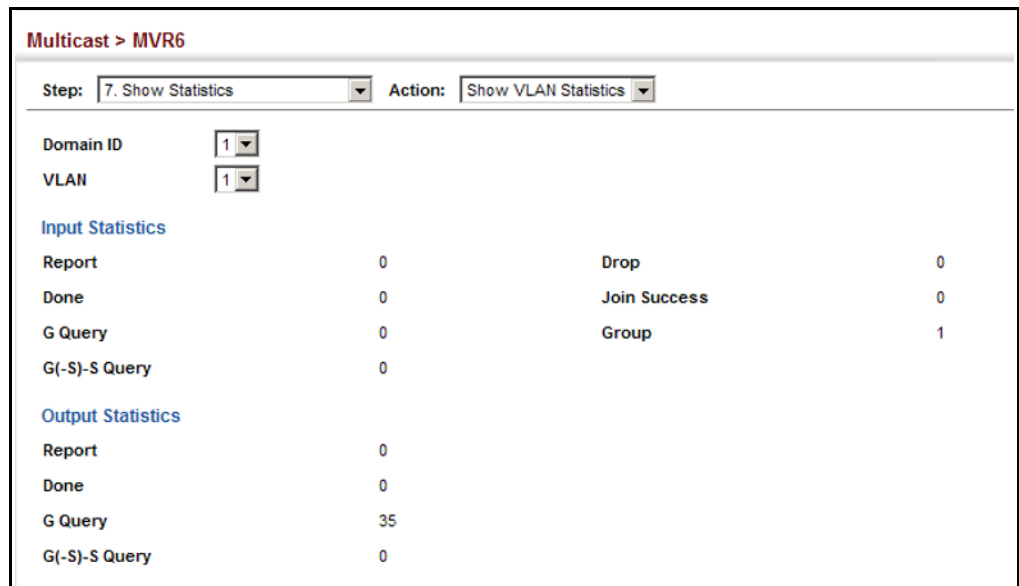 Multicast > MVR6
Step: 7. Show Statistics Action: Show VLAN Statistics
Domain ID 1
VLAN 1
Input Statistics
Report 0 Drop 0
Done 0 Join Success 0
G Query 0 Group 1
G(-S)-S Query 0
Output Statistics
Report 0
Done 0
G Query 35
G(-S)-S Query 0